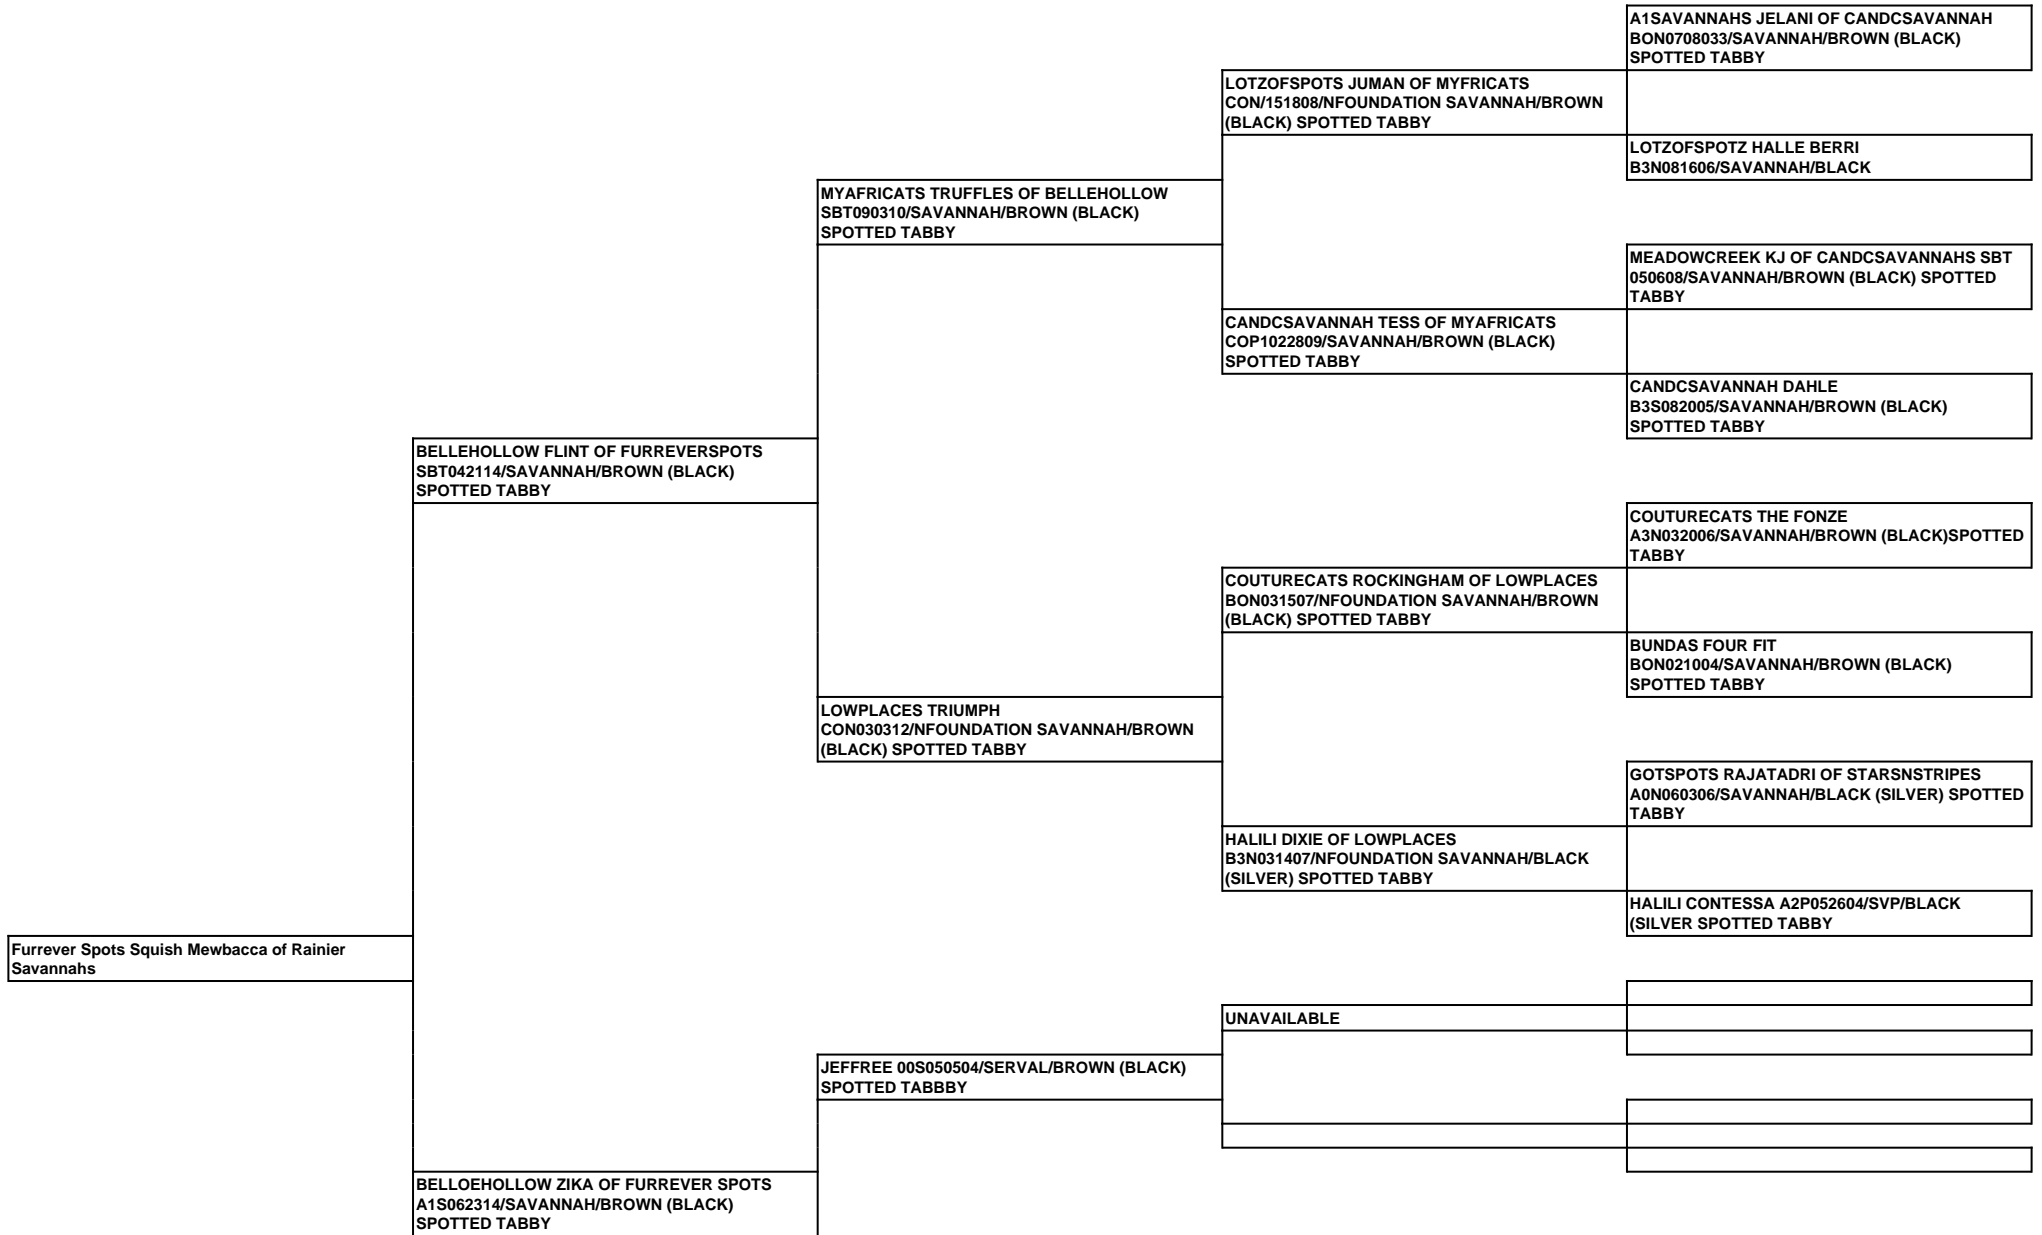 A1SAVANNAHS JELANI OF CANDCSAVANNAH
BON0708033/SAVANNAH/BROWN (BLACK)
SPOTTED TABBY
LOTZOFSPOTS JUMAN OF MYFRICATS
CON/151808/NFOUNDATION SAVANNAH/BROWN
(BLACK) SPOTTED TABBY
LOTZOFSPOTZ HALLE BERRI
B3N081606/SAVANNAH/BLACK
MYAFRICATS TRUFFLES OF BELLEHOLLOW
SBT090310/SAVANNAH/BROWN (BLACK)
SPOTTED TABBY
MEADOWCREEK KJ OF CANDCSAVANNAHS SBT
050608/SAVANNAH/BROWN (BLACK) SPOTTED
TABBY
CANDCSAVANNAH TESS OF MYAFRICATS
COP1022809/SAVANNAH/BROWN (BLACK)
SPOTTED TABBY
CANDCSAVANNAH DAHLE
B3S082005/SAVANNAH/BROWN (BLACK)
SPOTTED TABBY
BELLEHOLLOW FLINT OF FURREVERSPOTS
SBT042114/SAVANNAH/BROWN (BLACK)
SPOTTED TABBY
COUTURECATS THE FONZE
A3N032006/SAVANNAH/BROWN (BLACK)SPOTTED
TABBY
COUTURECATS ROCKINGHAM OF LOWPLACES
BON031507/NFOUNDATION SAVANNAH/BROWN
(BLACK) SPOTTED TABBY
BUNDAS FOUR FIT
BON021004/SAVANNAH/BROWN (BLACK)
SPOTTED TABBY
LOWPLACES TRIUMPH
CON030312/NFOUNDATION SAVANNAH/BROWN
(BLACK) SPOTTED TABBY
GOTSPOTS RAJATADRI OF STARSNSTRIPES
A0N060306/SAVANNAH/BLACK (SILVER) SPOTTED
TABBY
HALILI DIXIE OF LOWPLACES
B3N031407/NFOUNDATION SAVANNAH/BLACK
(SILVER) SPOTTED TABBY
HALILI CONTESSA A2P052604/SVP/BLACK
(SILVER SPOTTED TABBY
Furrever Spots Squish Mewbacca of Rainier
Savannahs
UNAVAILABLE
JEFFREE 00S050504/SERVAL/BROWN (BLACK)
SPOTTED TABBBY
BELLOEHOLLOW ZIKA OF FURREVER SPOTS
A1S062314/SAVANNAH/BROWN (BLACK)
SPOTTED TABBY